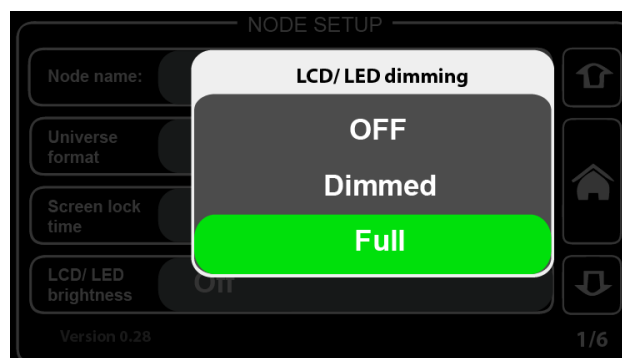 NODE SETUP
Node name:
LCD/ LED dimming
OFF
Dimmed
Full
Universe
format
Screen lock
time
LCD/ LED
brightness
Off
Version 0.28
1/6